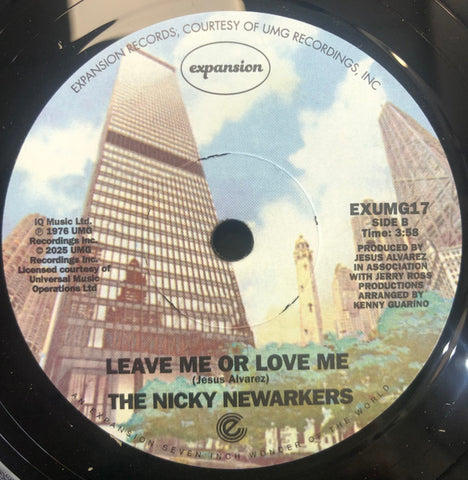 EXPANSION RECORDS, COURTESY OF UMG RECORDINGS, INC
expansion
iQ Music Ltd.
℗ 1976 UMG
Recordings Inc.
© 2025 UMG
Recordings Inc.
Licensed courtesy of
Universal Music
Operations Ltd
EXUMG17
SIDE B
Time: 3:58
PRODUCED BY
JESUS ALVAREZ
IN ASSOCIATION
WITH JERRY ROSS
PRODUCTIONS
ARRANGED BY
KENNY GUARINO
LEAVE ME OR LOVE ME
(Jesus Alvarez)
THE NICKY NEWARKERS
AN EXPANSION SEVEN INCH WONDER OF THE WORLD